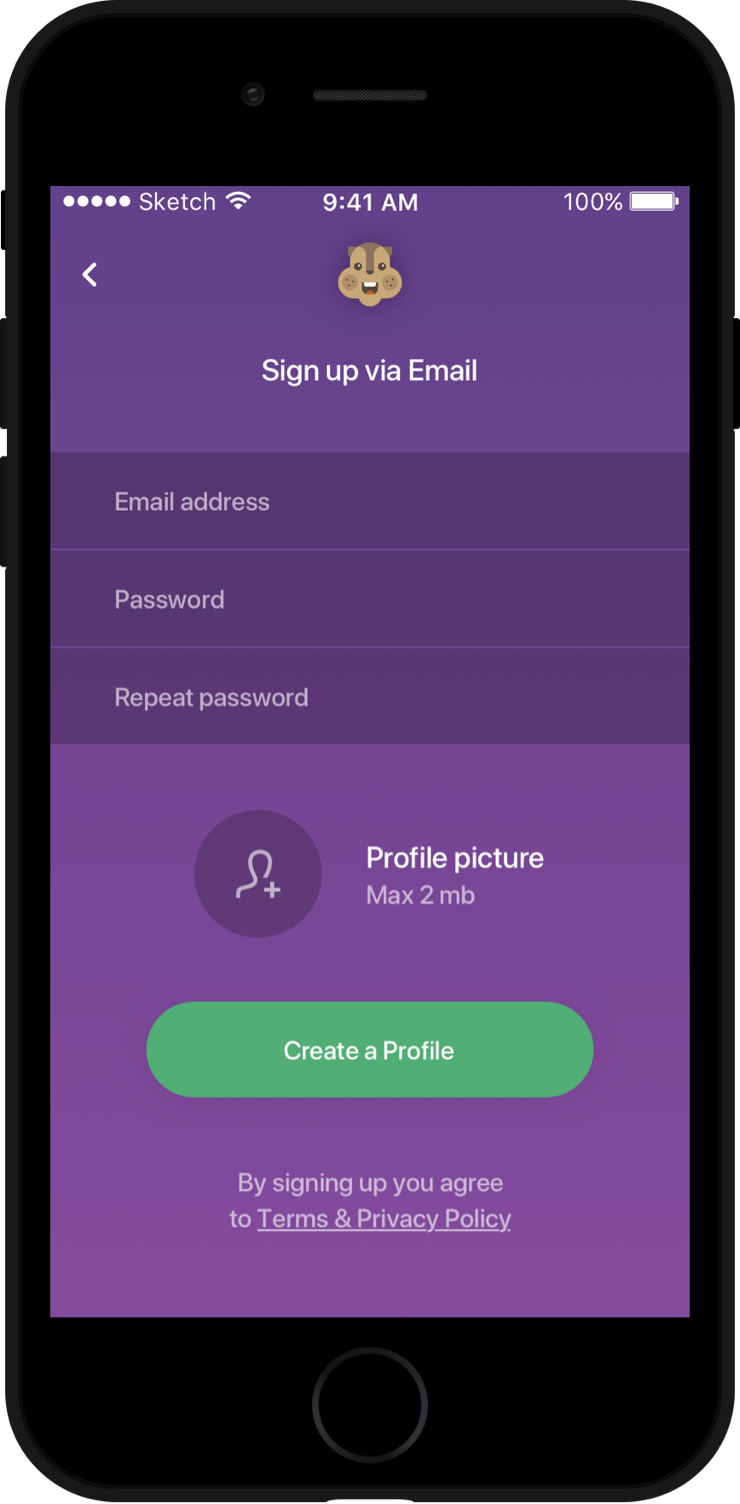 Sketch 9:41 AM 100%
Sign up via Email
Email address
Password
Repeat password
Profile picture
Max 2 mb
Create a Profile
By signing up you agree
to Terms & Privacy Policy